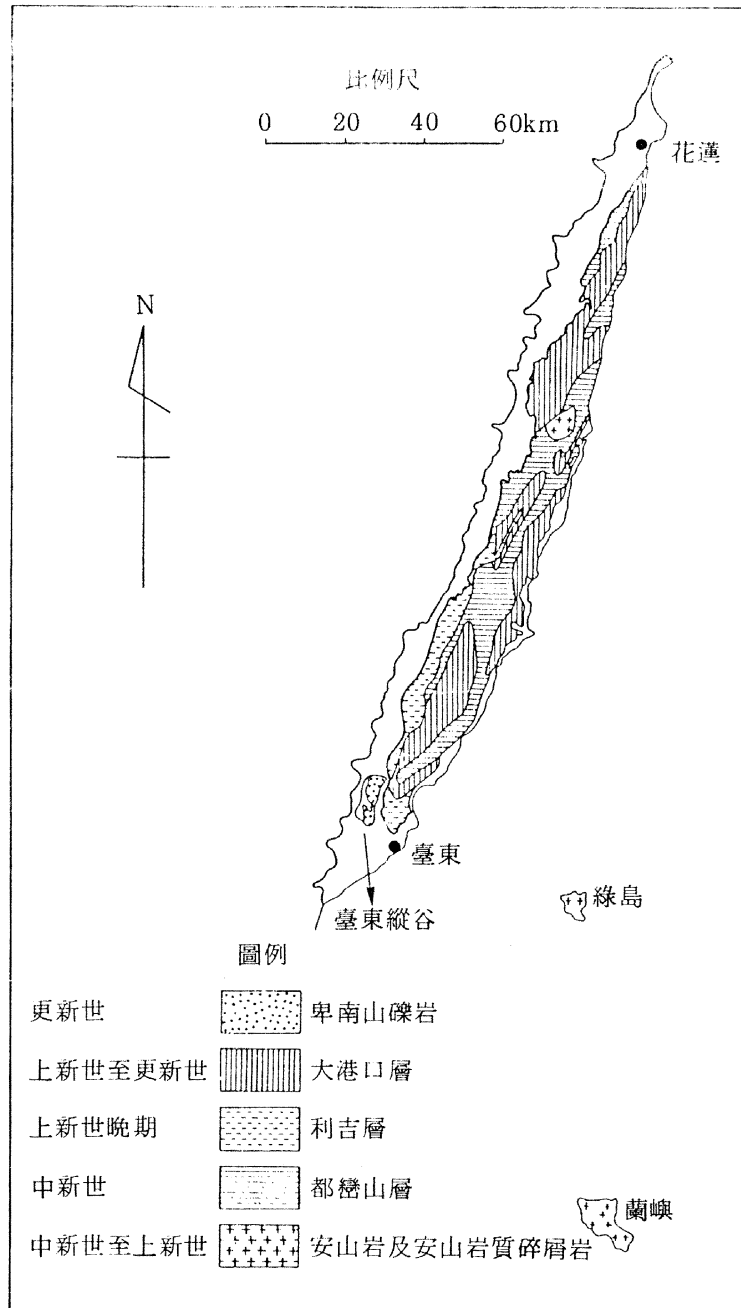 比例尺
0 20 40 60km
花蓮
N
臺東
綠島
臺東縱谷
圖例
更新世 卑南山礫岩
上新世至更新世 大港口層
上新世晚期 利吉層
中新世 都巒山層
蘭嶼
中新世至上新世 安山岩及安山岩質碎屑岩